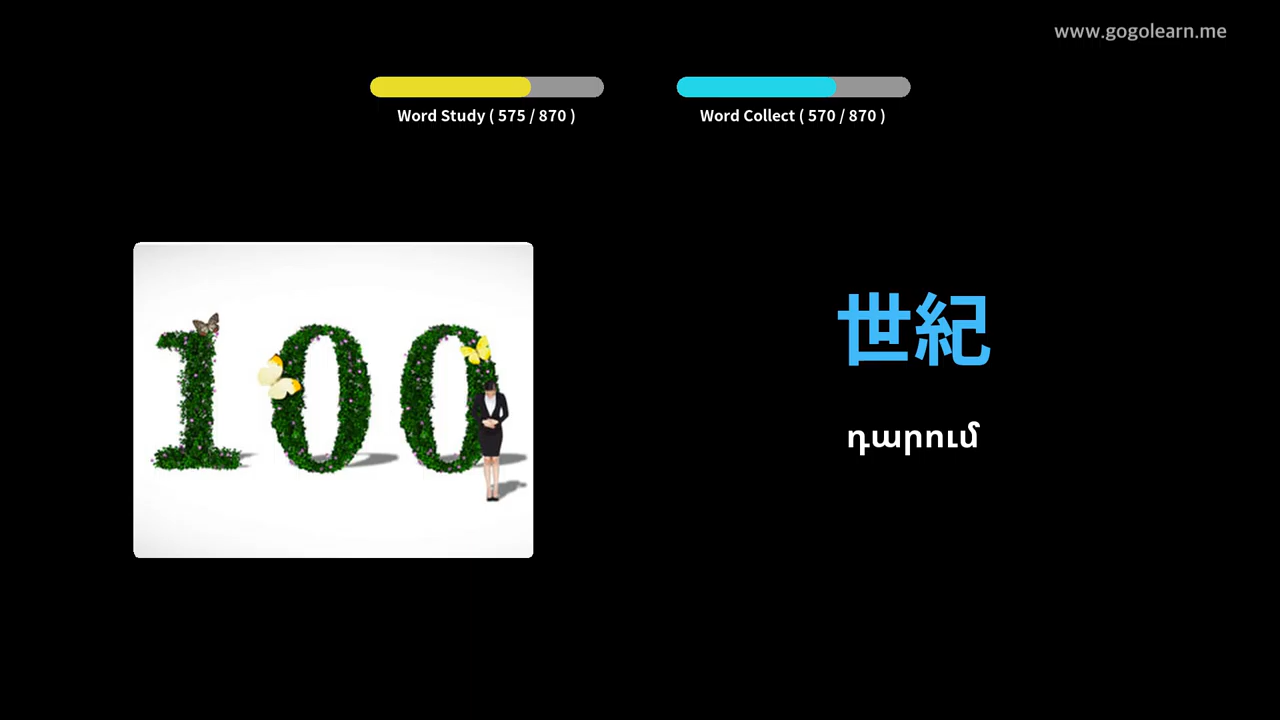 www.gogolearn.me
Word Study ( 575 / 870 )
Word Collect ( 570 / 870 )
100
世紀
դարում